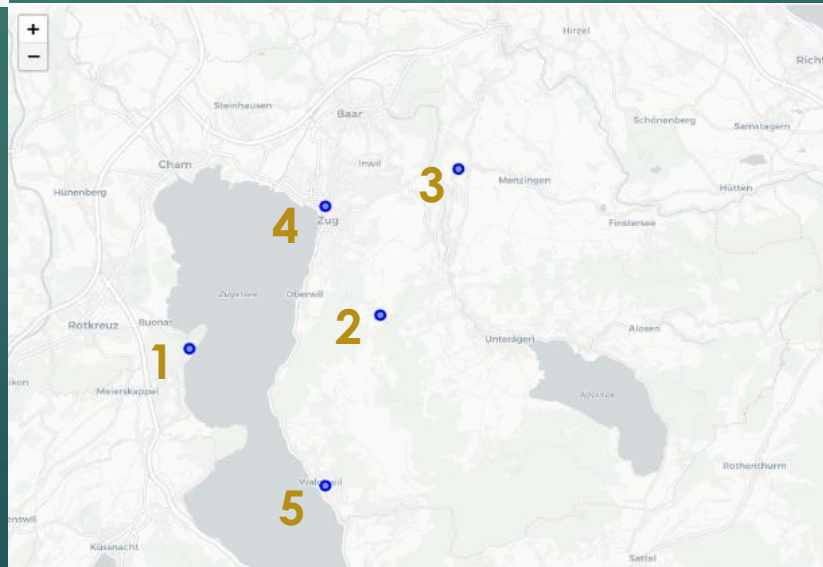 +
Hirzel
−
Richt
Steinhausen
Baar
Schönenberg
Samstagern
Cham
Inwil
3
Menzingen
Hünenberg
Hütten
4
Zug
Finstersee
Zugersee
Oberwil
Rotkreuz
Buonas
2
Alosen
1
Unterägeri
Meierskappel
Ägerisee
Rothenthurm
5
Küssnacht
Sattel